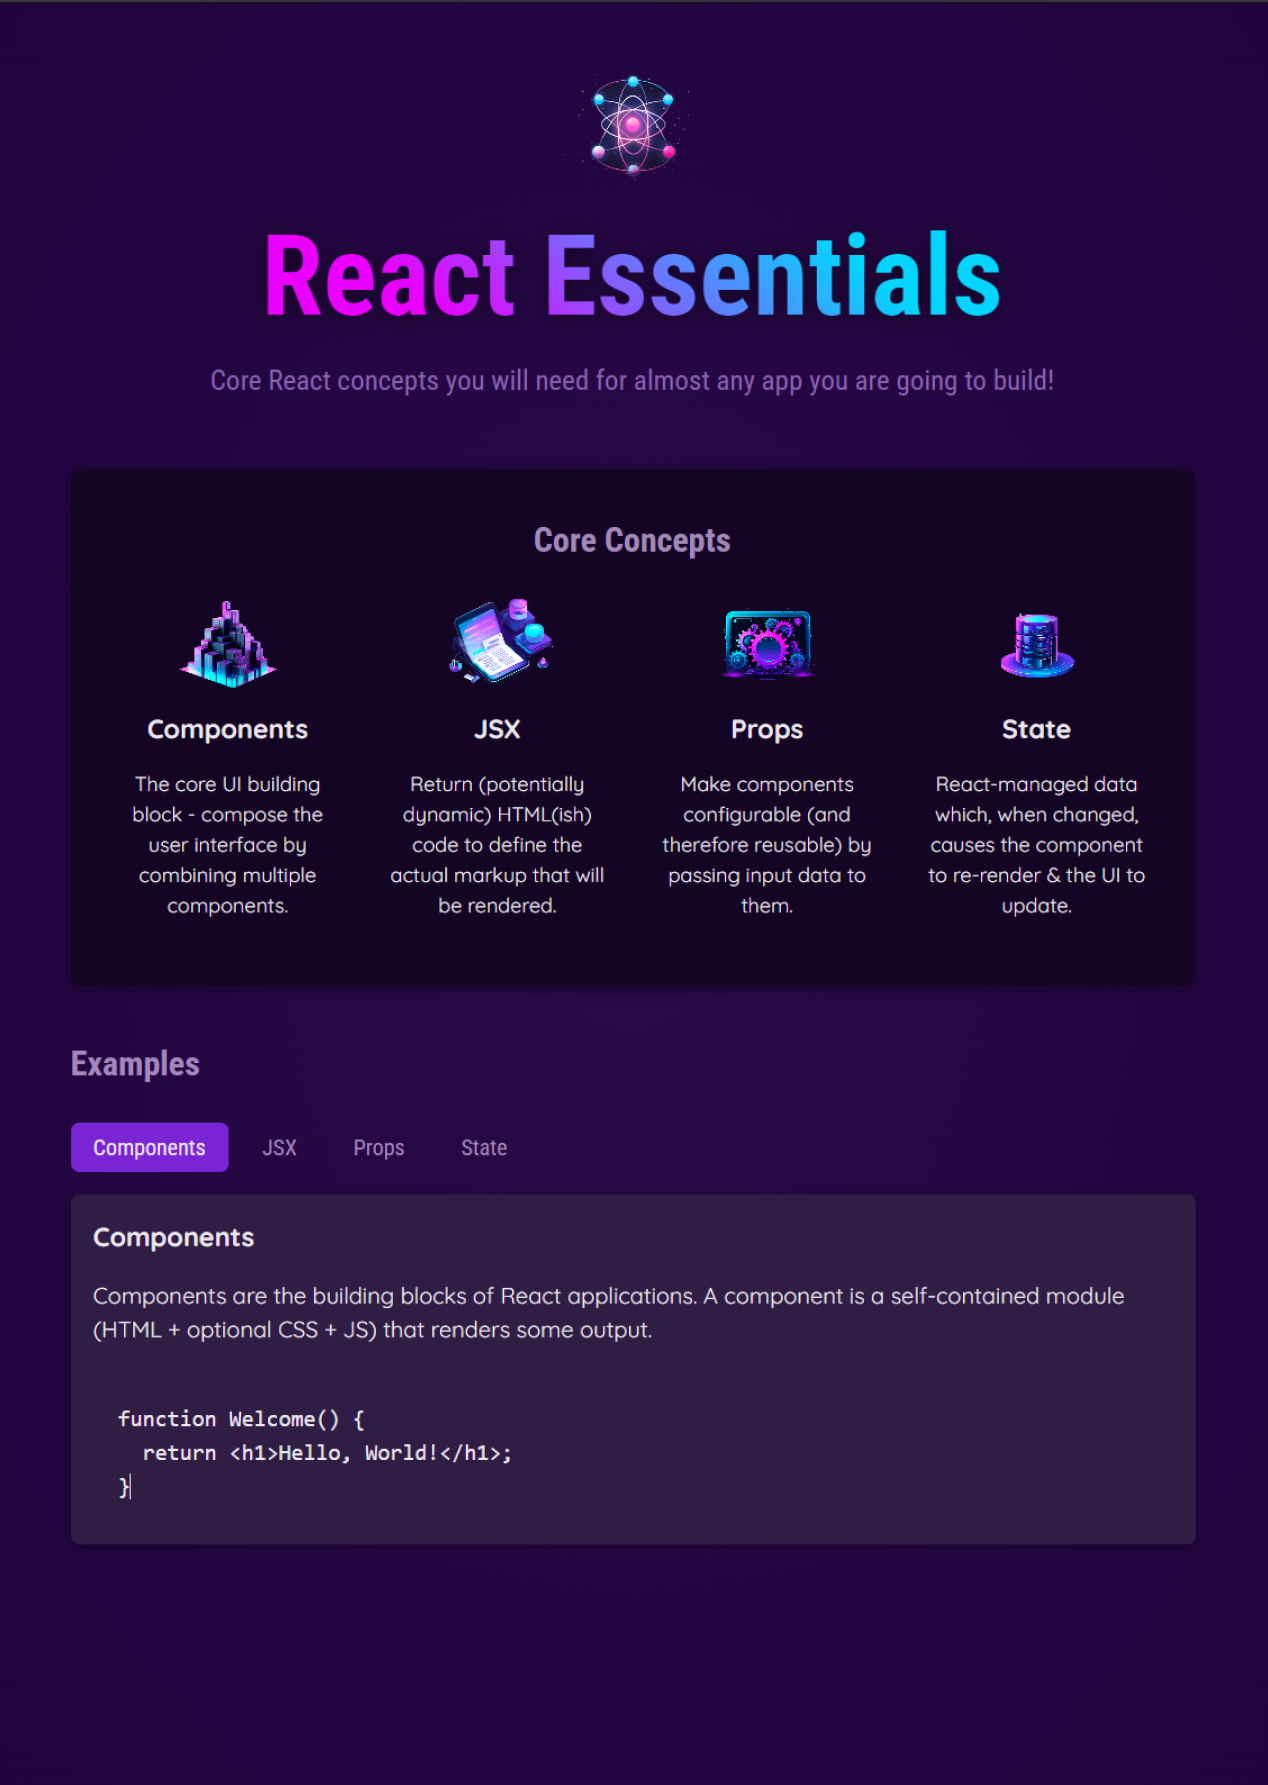 React Essentials
Core React concepts you will need for almost any app you are going to build!
Core Concepts
Components
The core UI building
block - compose the
user interface by
combining multiple
components.
JSX
Return (potentially
dynamic) HTML(ish)
code to define the
actual markup that will
be rendered.
Props
Make components
configurable (and
therefore reusable) by
passing input data to
them.
State
React-managed data
which, when changed,
causes the component
to re-render & the UI to
update.
Examples
Components JSX Props State
Components
Components are the building blocks of React applications. A component is a self-contained module
(HTML + optional CSS + JS) that renders some output.
function Welcome() {
  return <h1>Hello, World!</h1>;
}